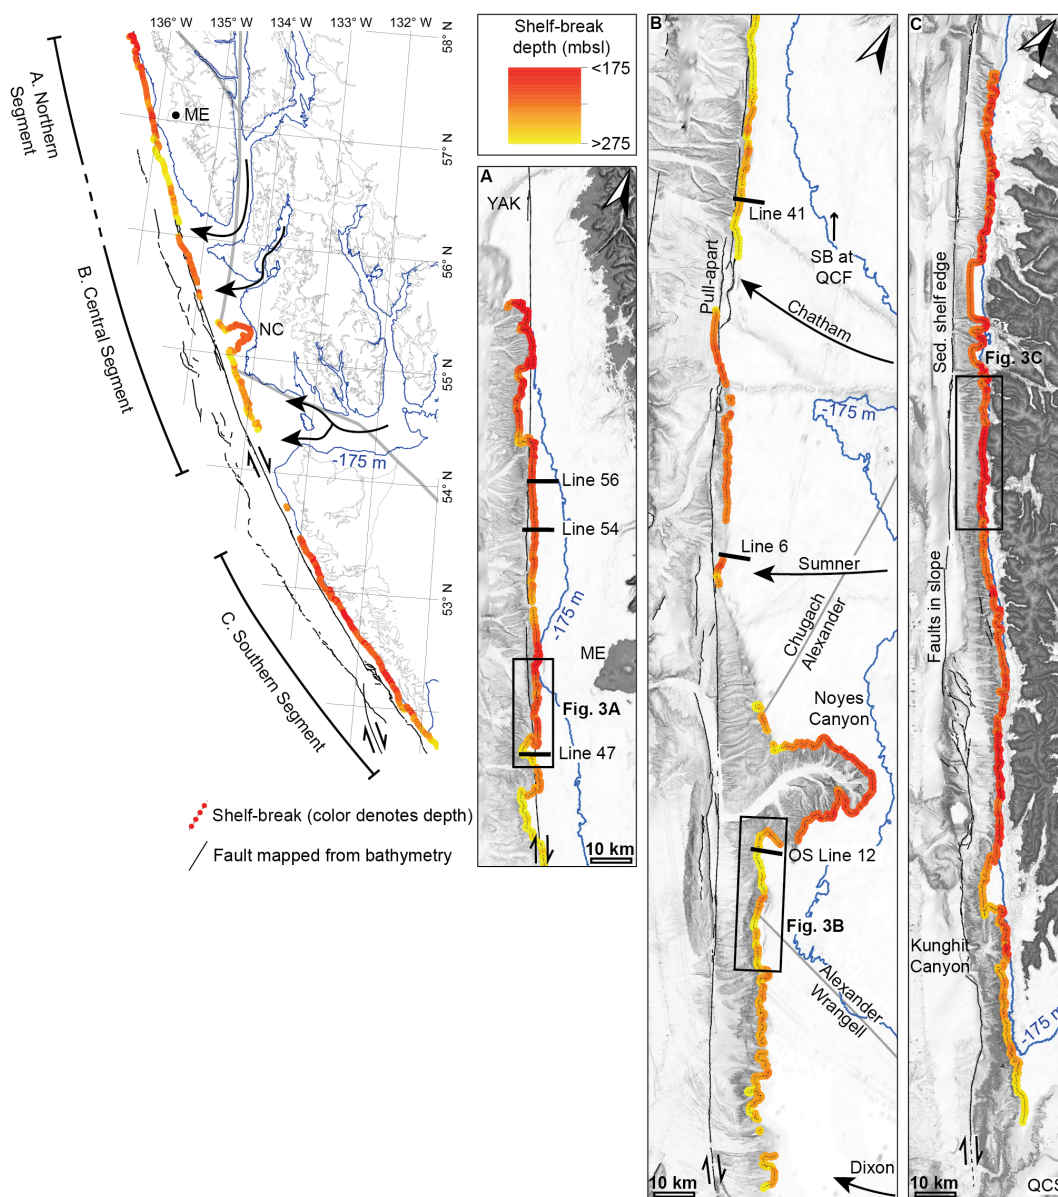 136° W 135° W 134° W 133° W 132° W
58° N
57° N
56° N
55° N
54° N
53° N
A. Northern
Segment
B. Central Segment
C. Southern Segment
ME
NC
-175 m
Shelf-break (color denotes depth)
Fault mapped from bathymetry
Shelf-break
depth (mbsl)
<175
>275
A
YAK
Line 56
Line 54
-175 m
ME
Fig. 3A
Line 47
10 km
B
Line 41
SB at
QCF
Pull-apart
Chatham
-175 m
Line 6
Sumner
Chugach
Alexander
Noyes
Canyon
OS Line 12
Fig. 3B
Alexander
Wrangell
Dixon
10 km
C
Sed. shelf edge
Fig. 3C
Faults in slope
Kunghit
Canyon
-175 m
10 km
QCS